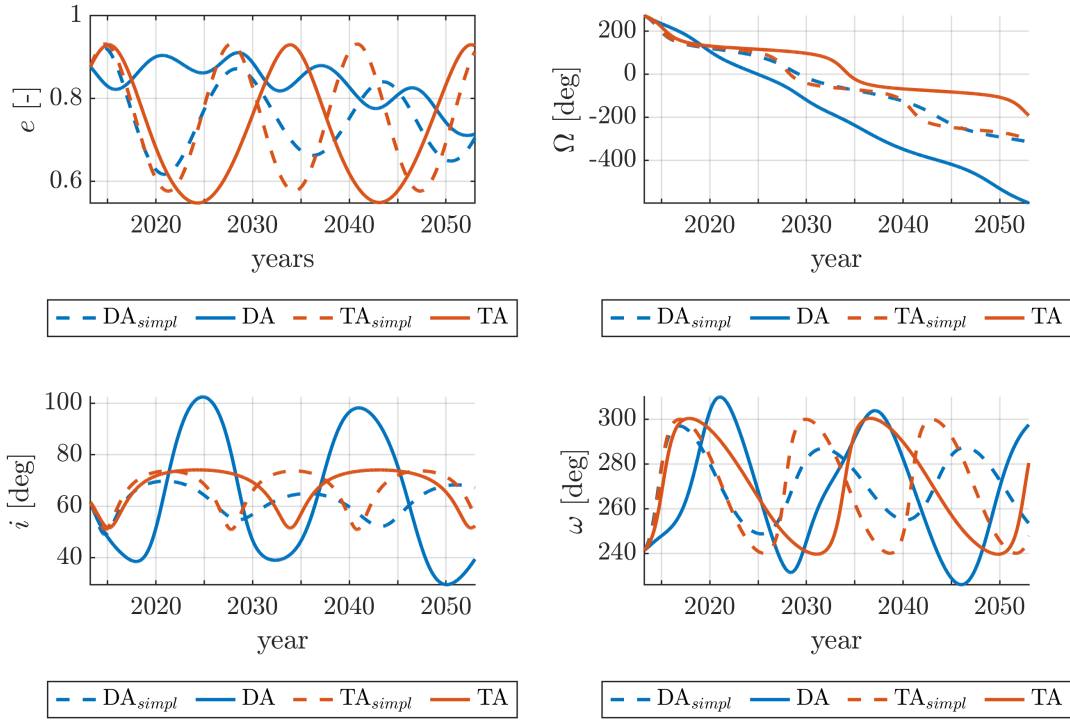 1
0.8
0.6
e [-]
2020 2030 2040 2050
years
DA_simpl DA TA_simpl TA
200
0
-200
-400
Ω [deg]
2020 2030 2040 2050
year
DA_simpl DA TA_simpl TA
100
80
60
40
i [deg]
2020 2030 2040 2050
year
DA_simpl DA TA_simpl TA
300
280
260
240
ω [deg]
2020 2030 2040 2050
year
DA_simpl DA TA_simpl TA